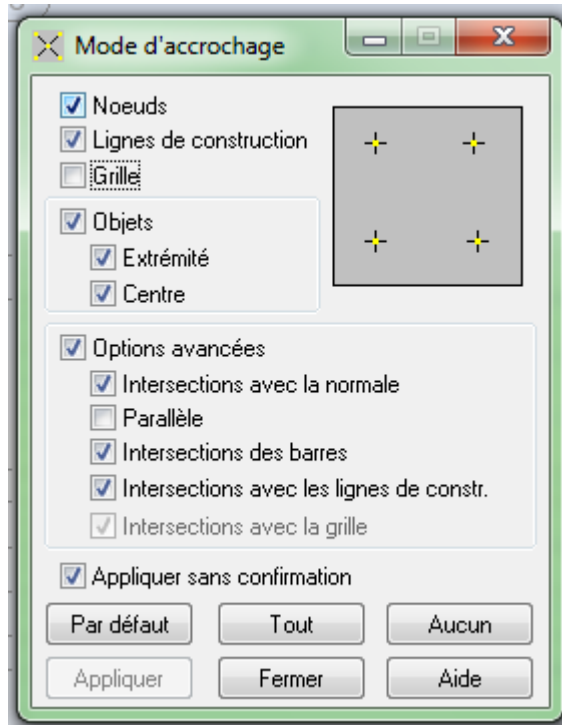 Mode d'accrochage
Noeuds
Lignes de construction
Grille
Objets
Extrémité
Centre
Options avancées
Intersections avec la normale
Parallèle
Intersections des barres
Intersections avec les lignes de constr.
Intersections avec la grille
Appliquer sans confirmation
Par défaut Tout Aucun
Appliquer Fermer Aide